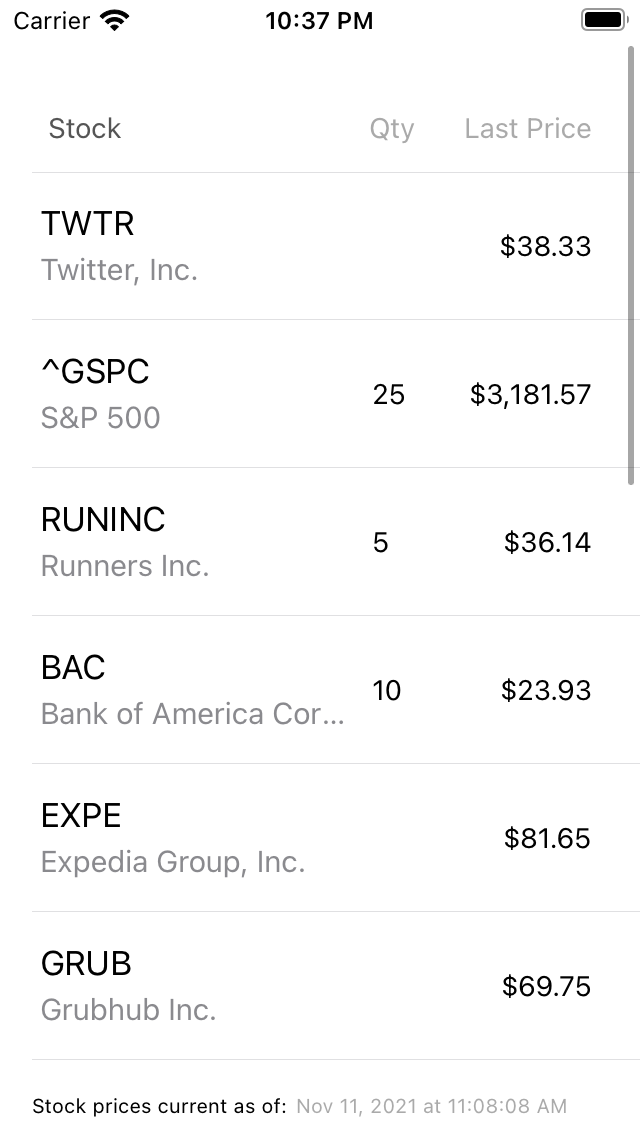 Carrier 10:37 PM
Stock Qty Last Price
TWTR
Twitter, Inc.
$38.33
^GSPC
S&P 500
25 $3,181.57
RUNINC
Runners Inc.
5 $36.14
BAC
Bank of America Cor...
10 $23.93
EXPE
Expedia Group, Inc.
$81.65
GRUB
Grubhub Inc.
$69.75
Stock prices current as of: Nov 11, 2021 at 11:08:08 AM